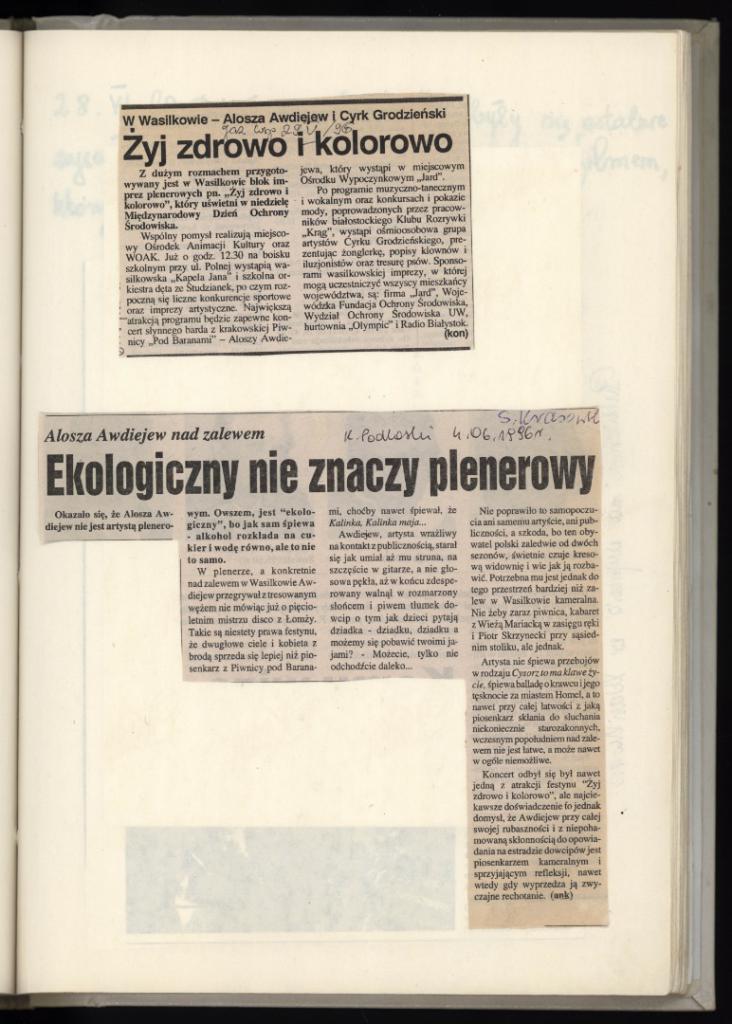 W Wasilkowie – Alosza Awdiejew i Cyrk Grodzieński
Żyj zdrowo i kolorowo
Z dużym rozmachem przygoto-
wywany jest w Wasilkowie blok im-
prez plenerowych pn. „Żyj zdrowo i
kolorowo”, który uświetni w niedzielę
Międzynarodowy Dzień Ochrony
Środowiska.
Wspólny pomysł realizują miejsco-
wy Ośrodek Animacji Kultury oraz
WOAK. Już o godz. 12.30 na boisku
szkolnym przy ul. Polnej wystąpią wa-
silkowska „Kapela Jana” i szkolna or-
kiestra dęta ze Studzianek, po czym roz-
poczną się liczne konkurencje sportowe
oraz imprezy artystyczne. Największą
atrakcją programu będzie zapewne kon-
cert słynnego barda z krakowskiej Piw-
nicy „Pod Baranami” – Aloszy Awdie-
jewa, który wystąpi w miejscowym
Ośrodku Wypoczynkowym „Jard”.
Po programie muzyczno-tanecznym
i wokalnym oraz konkursach i pokazie
mody, poprowadzonych przez pracow-
ników białostockiego Klubu Rozrywki
„Krąg”, wystąpi ośmioosobowa grupa
artystów Cyrku Grodzieńskiego, pre-
zentując żonglerkę, popisy klownów i
iluzjonistów oraz tresurę psów. Sponso-
rami wasilkowskiej imprezy, w której
mogą uczestniczyć wszyscy mieszkańcy
województwa, są: firma „Jard”, Woje-
wódzka Fundacja Ochrony Środowiska,
Wydział Ochrony Środowiska UW,
hurtownia „Olympic” i Radio Białystok.
(kon)
K. Podlaski 4.06.1996r.
Alosza Awdiejew nad zalewem
Ekologiczny nie znaczy plenerowy
Okazało się, że Alosza Aw-
diejew nie jest artystą plenero-
wym. Owszem, jest "ekolo-
giczny", bo jak sam śpiewa
- alkohol rozkłada na cu-
kier i wodę równo, ale to nie
to samo.
W plenerze, a konkretnie
nad zalewem w Wasilkowie Aw-
diejew przegrywał z tresowanym
wężem nie mówiąc już o pięcio-
letnim mistrzu disco z Łomży.
Takie są niestety prawa festynu,
że dwugłowe ciele i kobieta z
brodą sprzeda się lepiej niż pio-
senkarz z Piwnicy pod Barana-
mi, choćby nawet śpiewał, że
Kalinka, Kalinka maja...
Awdiejew, artysta wrażliwy
na kontakt z publicznością, starał
się jak umiał aż mu struna, na
szczęście w gitarze, a nie gło-
sowa pękła, aż w końcu zdespe-
rowany walnął w rozmarzony
słońcem i piwem tłumek do-
wcip o tym jak dzieci pytają
dziadka - dziadku, dziadku a
możemy się pobawić twoimi ja-
jami? - Możecie, tylko nie
odchodźcie daleko...
Nie poprawiło to samopoczu-
cia ani samemu artyście, ani pub-
liczności, a szkoda, bo ten oby-
watel polski zaledwie od dwóch
sezonów, świetnie czuje kreso-
wą widownię i wie jak ją rozba-
wić. Potrzebna mu jest jednak do
tego przestrzeń bardziej niż za-
lew w Wasilkowie kameralna.
Nie żeby zaraz piwnica, kabaret
z Wieżą Mariacką w zasięgu ręki
i Piotr Skrzynecki przy sąsied-
nim stoliku, ale jednak.
Artysta nie śpiewa przebojów
w rodzaju Cysorz to ma klawe ży-
cie, śpiewa balladę o krawcu i jego
tęsknocie za miastem Homel, a to
nawet przy całej łatwości z jaką
piosenkarz skłania do słuchania
niekoniecznie starozakonnych,
wczesnym popołudniem nad zale-
wem nie jest łatwe, a może nawet
w ogóle niemożliwe.
Koncert odbył się był nawet
jedną z atrakcji festynu "Żyj
zdrowo i kolorowo", ale najcie-
kawsze doświadczenie to jednak
domysł, że Awdiejew przy całej
swojej rubaszności i z niepoha-
mowaną skłonnością do opowia-
dania na estradzie dowcipów jest
piosenkarzem kameralnym i
sprzyjającym refleksji, nawet
wtedy gdy wyprzedza ją zwy-
czajne rechotanie. (ank)